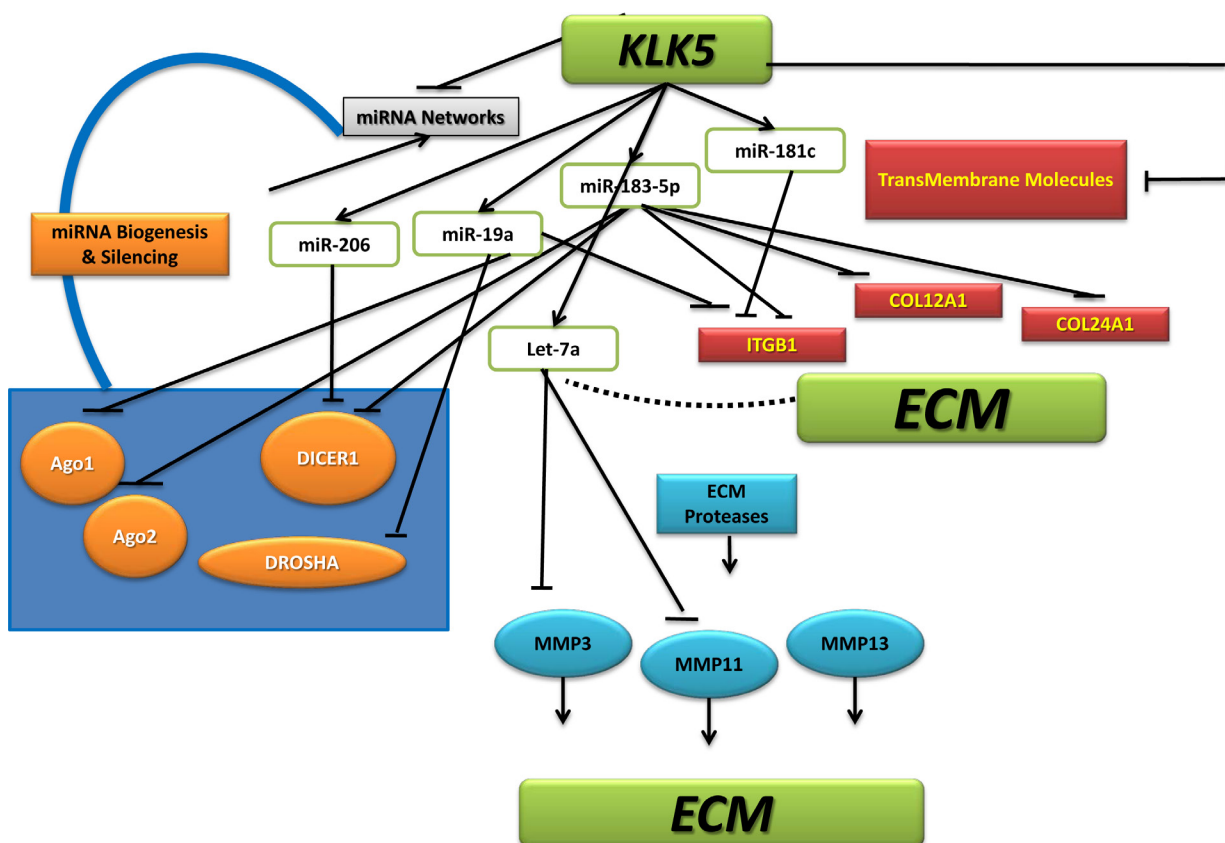 KLK5
miRNA Networks
miR-181c
TransMembrane Molecules
miR-183-5p
miRNA Biogenesis
& Silencing
miR-206
miR-19a
COL12A1
COL24A1
ITGB1
Let-7a
ECM
Ago1
DICER1
ECM
Proteases
Ago2
DROSHA
MMP3
MMP11
MMP13
ECM